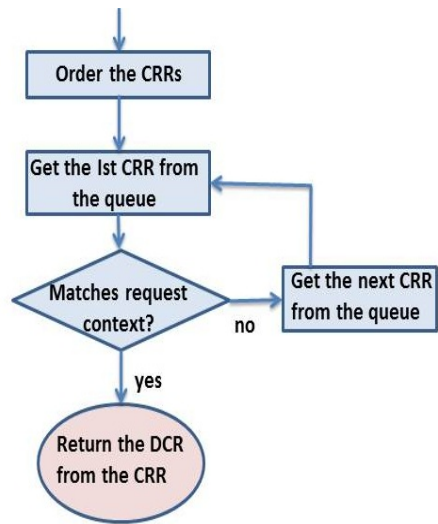 Order the CRRs
Get the Ist CRR from
the queue
Matches request
context?
no
Get the next CRR
from the queue
yes
Return the DCR
from the CRR